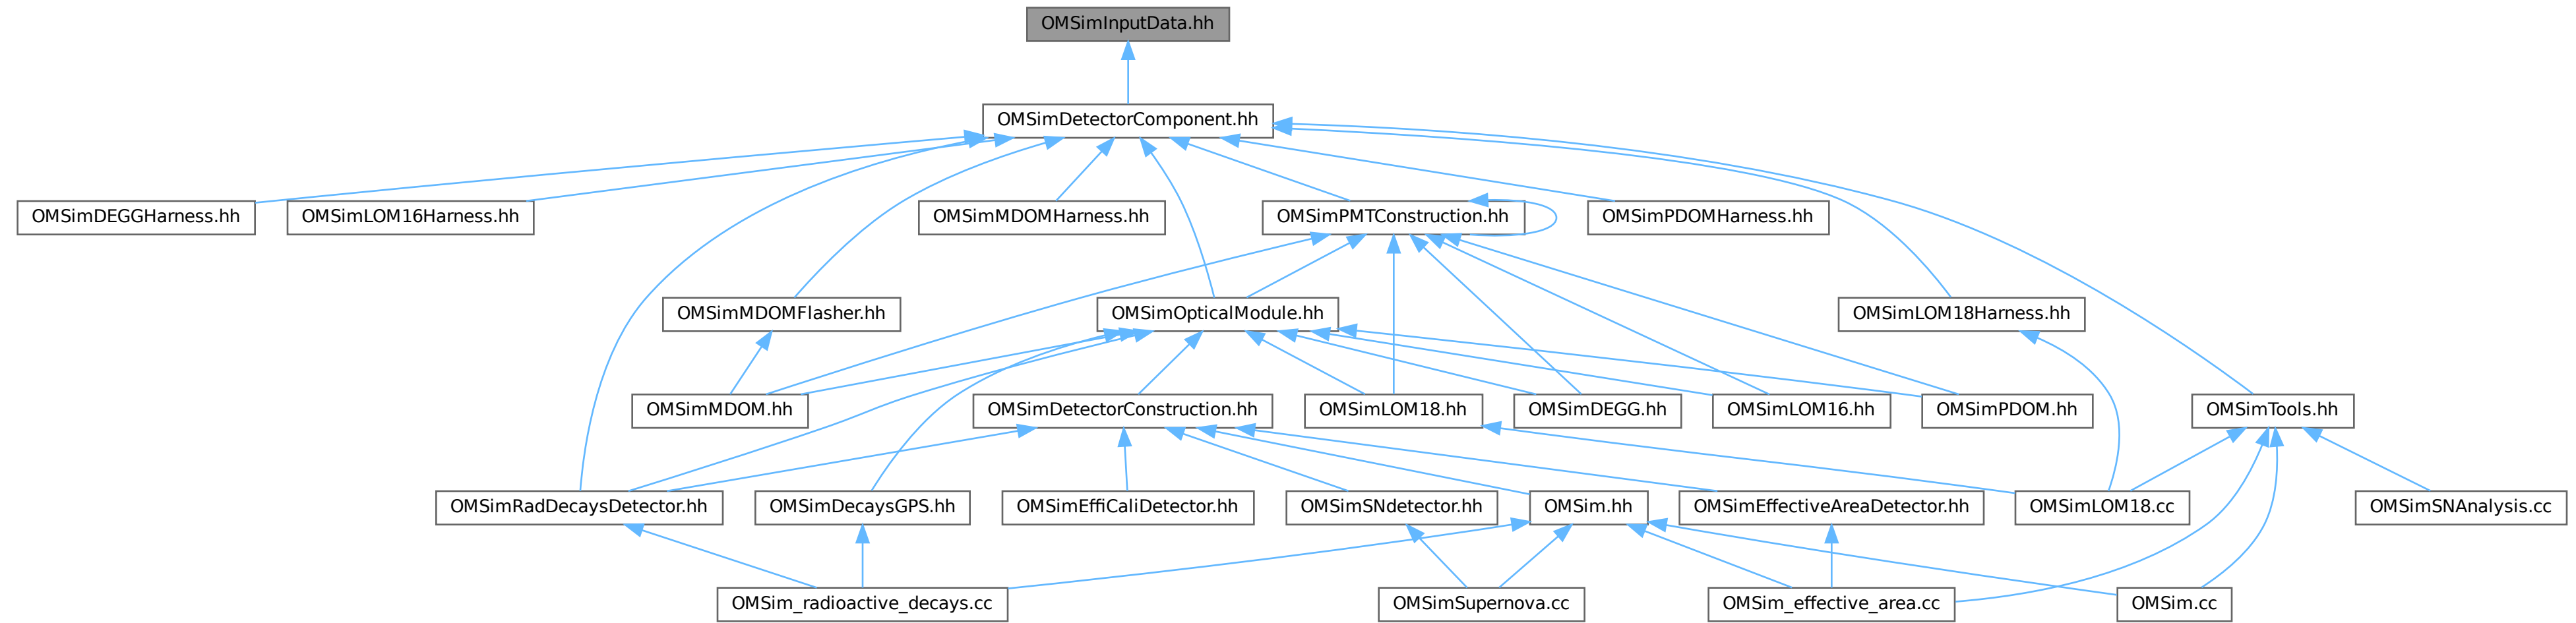 OMSimInputData.hh
OMSimDetectorComponent.hh
OMSimDEGGHarness.hh
OMSimLOM16Harness.hh
OMSimMDOMHarness.hh
OMSimPMTConstruction.hh
OMSimPDOMHarness.hh
OMSimMDOMFlasher.hh
OMSimOpticalModule.hh
OMSimLOM18Harness.hh
OMSimMDOM.hh
OMSimDetectorConstruction.hh
OMSimLOM18.hh
OMSimDEGG.hh
OMSimLOM16.hh
OMSimPDOM.hh
OMSimTools.hh
OMSimRadDecaysDetector.hh
OMSimDecaysGPS.hh
OMSimEffiCaliDetector.hh
OMSimSNdetector.hh
OMSim.hh
OMSimEffectiveAreaDetector.hh
OMSimLOM18.cc
OMSimSNAnalysis.cc
OMSim_radioactive_decays.cc
OMSimSupernova.cc
OMSim_effective_area.cc
OMSim.cc